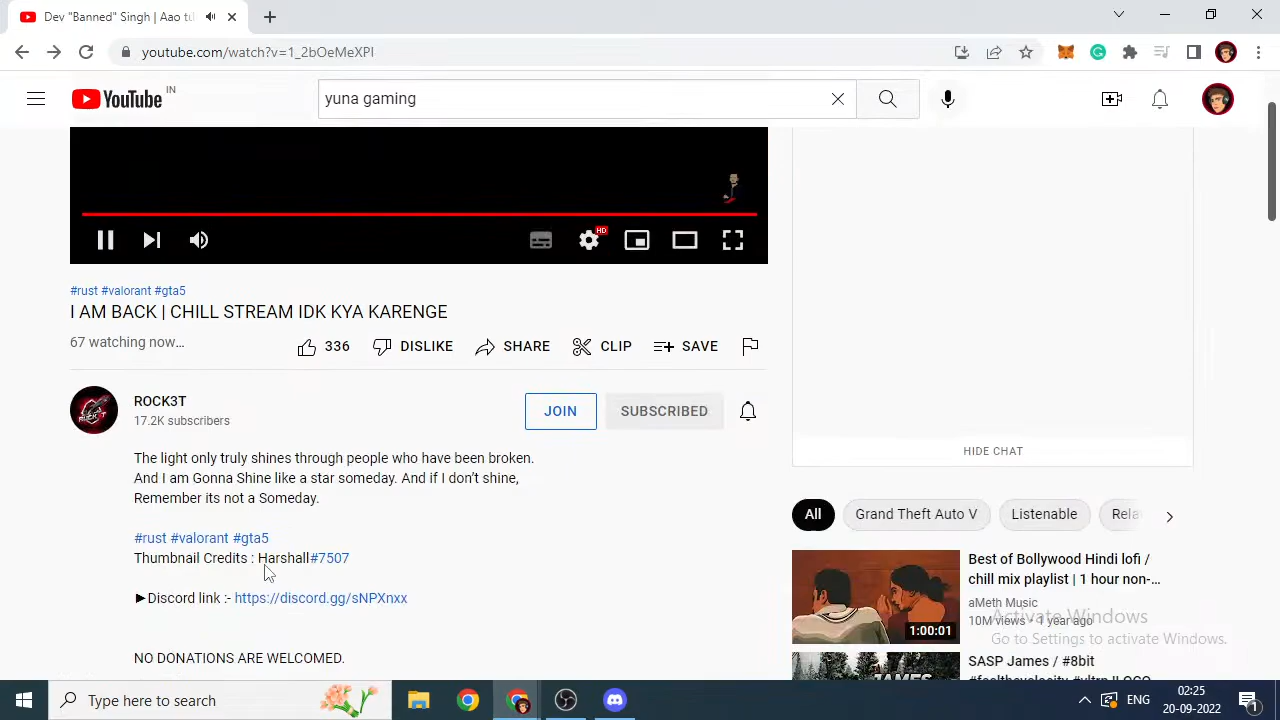 Dev "Banned" Singh | Aao tu
youtube.com/watch?v=1_2bOeMeXPI
YouTube
IN
yuna gaming
HD
#rust #valorant #gta5
I AM BACK | CHILL STREAM IDK KYA KARENGE
67 watching now...
336
DISLIKE
SHARE
CLIP
SAVE
ROCK3T
17.2K subscribers
JOIN
SUBSCRIBED
The light only truly shines through people who have been broken.
And I am Gonna Shine like a star someday. And if I don't shine,
Remember its not a Someday.
#rust #valorant #gta5
Thumbnail Credits : Harshall#7507
►Discord link :- https://discord.gg/sNPXnxx
NO DONATIONS ARE WELCOMED.
HIDE CHAT
All
Grand Theft Auto V
Listenable
Rela
1:00:01
Best of Bollywood Hindi lofi /
chill mix playlist | 1 hour non-...
aMeth Music
10M views • 1 year ago
Activate Windows
Go to Settings to activate Windows.
SASP James / #8bit
Type here to search
ENG
02:25
20-09-2022
1